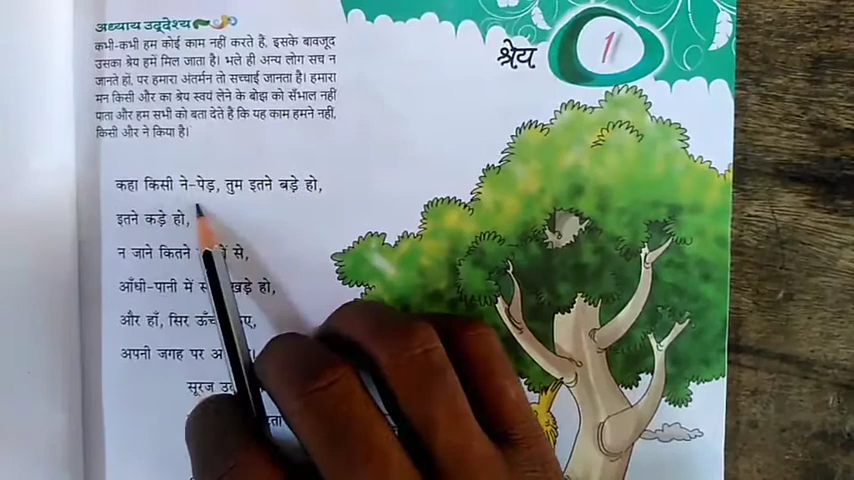 अध्याय उद्देश्य
कभी-कभी हम कोई काम नहीं करते हैं, इसके बावजूद
उसका श्रेय हमें मिल जाता है। भले ही अन्य लोग सच न
जानते हों, पर हमारा अंतर्मन तो सच्चाई जानता है। हमारा
मन किसी और का श्रेय स्वयं लेने के बोझ को सँभाल नहीं
पाता और हम सभी को बता देते हैं कि यह काम हमने नहीं,
किसी और ने किया है।
1
श्रेय
कहा किसी ने-पेड़, तुम इतने बड़े हो,
इतने कड़े हो,
न जाने कितने से,
आँधी-पानी में खड़े हो,
और हाँ, सिर ऊँच
अपनी जगह पर
सूरज